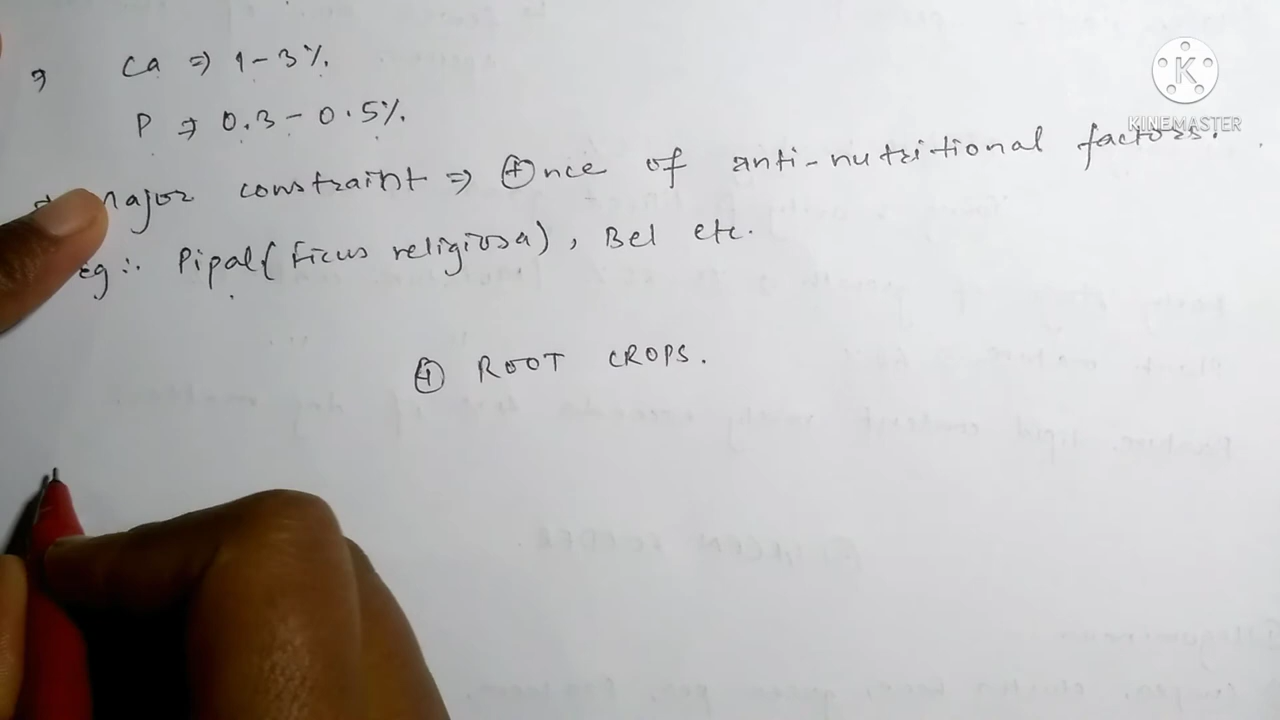 Ca ⇒ 1-3%.
P ⇒ 0.3 - 0.5%.
Major constraint ⇒ ⊕nce of anti-nutritional factors.
eg:. Pipal (Ficus religiosa), Bel etc.
④ ROOT CROPS.
K
KINEMASTER